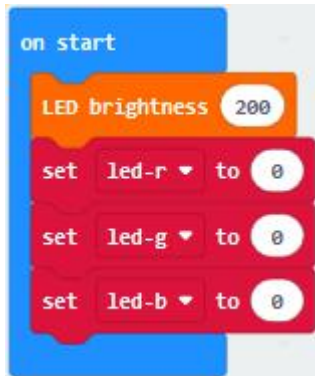 on start
LED brightness 200
set led-r to 0
set led-g to 0
set led-b to 0